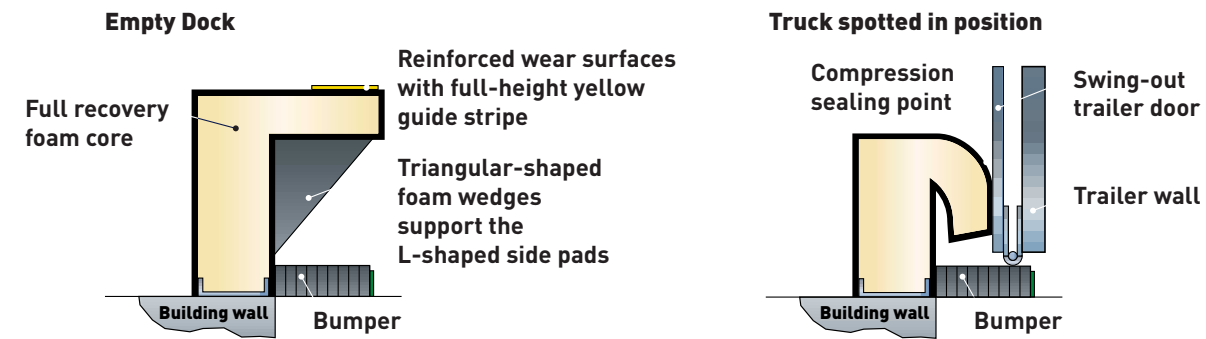 Empty Dock
Full recovery
foam core
Reinforced wear surfaces
with full-height yellow
guide stripe
Triangular-shaped
foam wedges
support the
L-shaped side pads
Building wall
Bumper
Truck spotted in position
Compression
sealing point
Swing-out
trailer door
Trailer wall
Building wall
Bumper